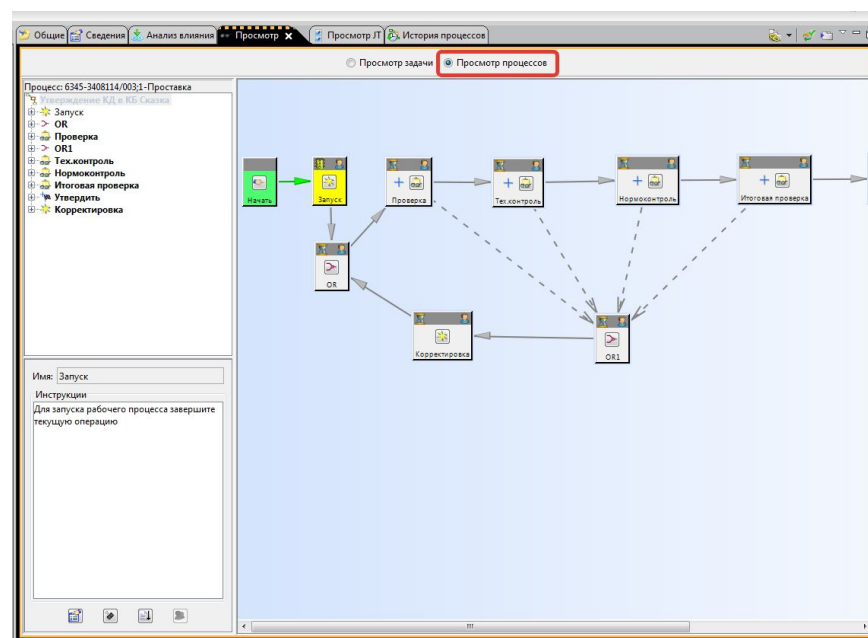 Общие Сведения Анализ влияния Просмотр Просмотр JT История процессов
Просмотр задачи Просмотр процессов
Процесс: 6345-3408114/003;1-Проставка
Утверждение КД в КБ Сказка
Запуск
OR
Проверка
OR1
Тех.контроль
Нормоконтроль
Итоговая проверка
Утвердить
Корректировка
Начать Запуск Проверка Тех.контроль Нормоконтроль Итоговая проверка
OR
Корректировка OR1
Имя: Запуск
Инструкции
Для запуска рабочего процесса завершите
текущую операцию